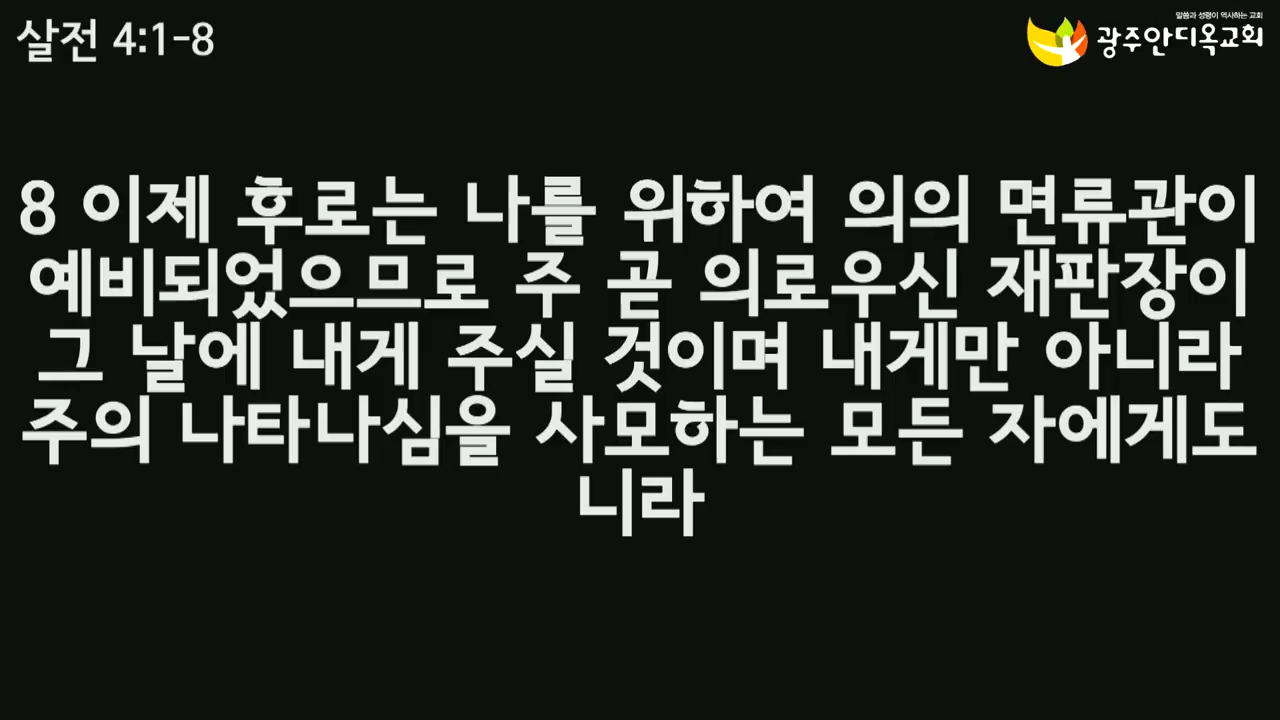 살전 4:1-8
말씀과 성령이 역사하는 교회
광주안디옥교회
8 이제 후로는 나를 위하여 의의 면류관이
예비되었으므로 주 곧 의로우신 재판장이
그 날에 내게 주실 것이며 내게만 아니라
주의 나타나심을 사모하는 모든 자에게도
니라